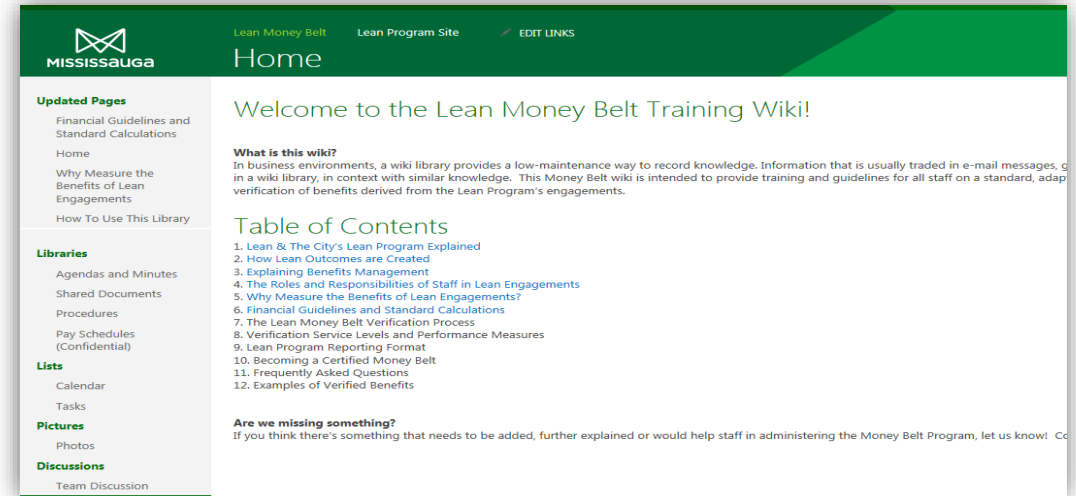 MISSISSAUGA
Lean Money Belt Lean Program Site EDIT LINKS
Home
Updated Pages
Financial Guidelines and
Standard Calculations
Home
Why Measure the
Benefits of Lean
Engagements
How To Use This Library
Libraries
Agendas and Minutes
Shared Documents
Procedures
Pay Schedules
(Confidential)
Lists
Calendar
Tasks
Pictures
Photos
Discussions
Team Discussion
Welcome to the Lean Money Belt Training Wiki!
What is this wiki?
In business environments, a wiki library provides a low-maintenance way to record knowledge. Information that is usually traded in e-mail messages,
in a wiki library, in context with similar knowledge. This Money Belt wiki is intended to provide training and guidelines for all staff on a standard,
verification of benefits derived from the Lean Program's engagements.
Table of Contents
1. Lean & The City's Lean Program Explained
2. How Lean Outcomes are Created
3. Explaining Benefits Management
4. The Roles and Responsibilities of Staff in Lean Engagements
5. Why Measure the Benefits of Lean Engagements?
6. Financial Guidelines and Standard Calculations
7. The Lean Money Belt Verification Process
8. Verification Service Levels and Performance Measures
9. Lean Program Reporting Format
10. Becoming a Certified Money Belt
11. Frequently Asked Questions
12. Examples of Verified Benefits
Are we missing something?
If you think there's something that needs to be added, further explained or would help staff in administering the Money Belt Program, let us know!